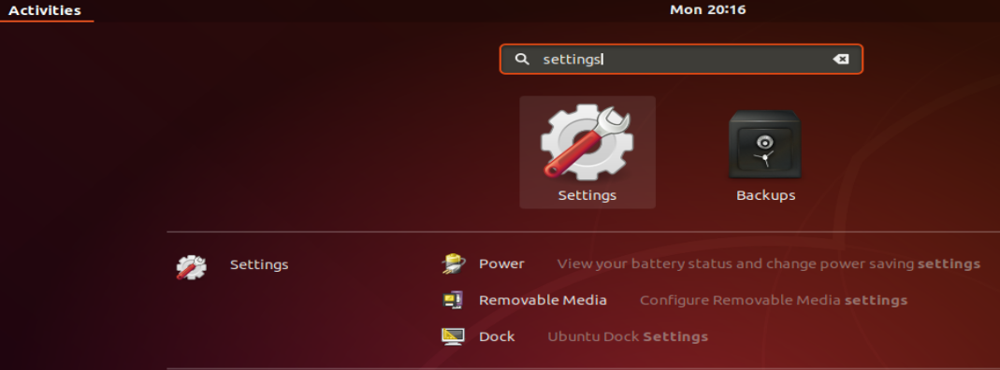 Activities Mon 20:16
settings
Settings Backups
Settings
Power View your battery status and change power saving settings
Removable Media Configure Removable Media settings
Dock Ubuntu Dock Settings